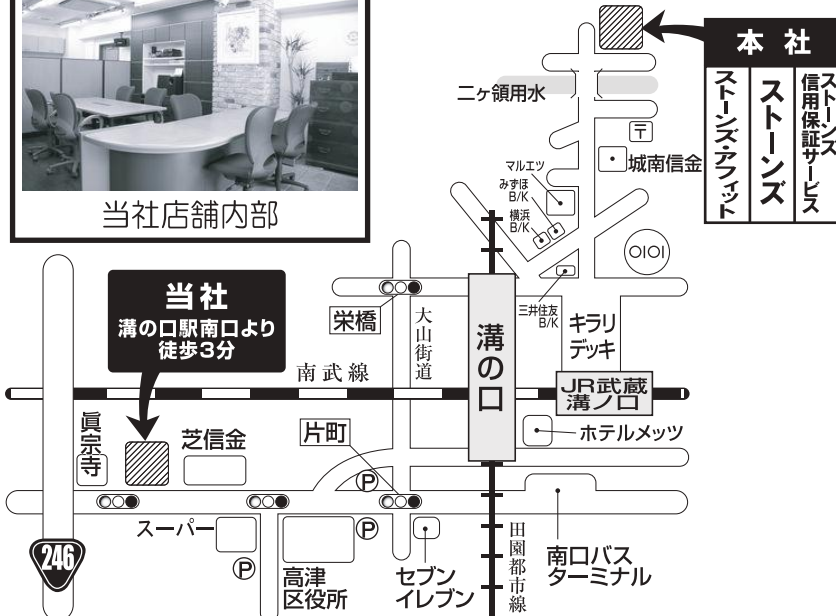 当社店舗内部
本社
ストーンズ
信用保証サービス
ストーンズ
ストーンズ・アフィット
二ヶ領用水
〒
城南信金
マルエツ
みずほ
B/K
横浜
B/K
OIOI
三井住友
B/K
キラリ
デッキ
当社
溝の口駅南口より
徒歩3分
栄橋
大山街道
溝の口
南武線
JR武蔵
溝ノ口
眞宗寺
芝信金
片町
ホテルメッツ
P
スーパー
P
P
246
高津
区役所
セブン
イレブン
田園都市線
南口バス
ターミナル